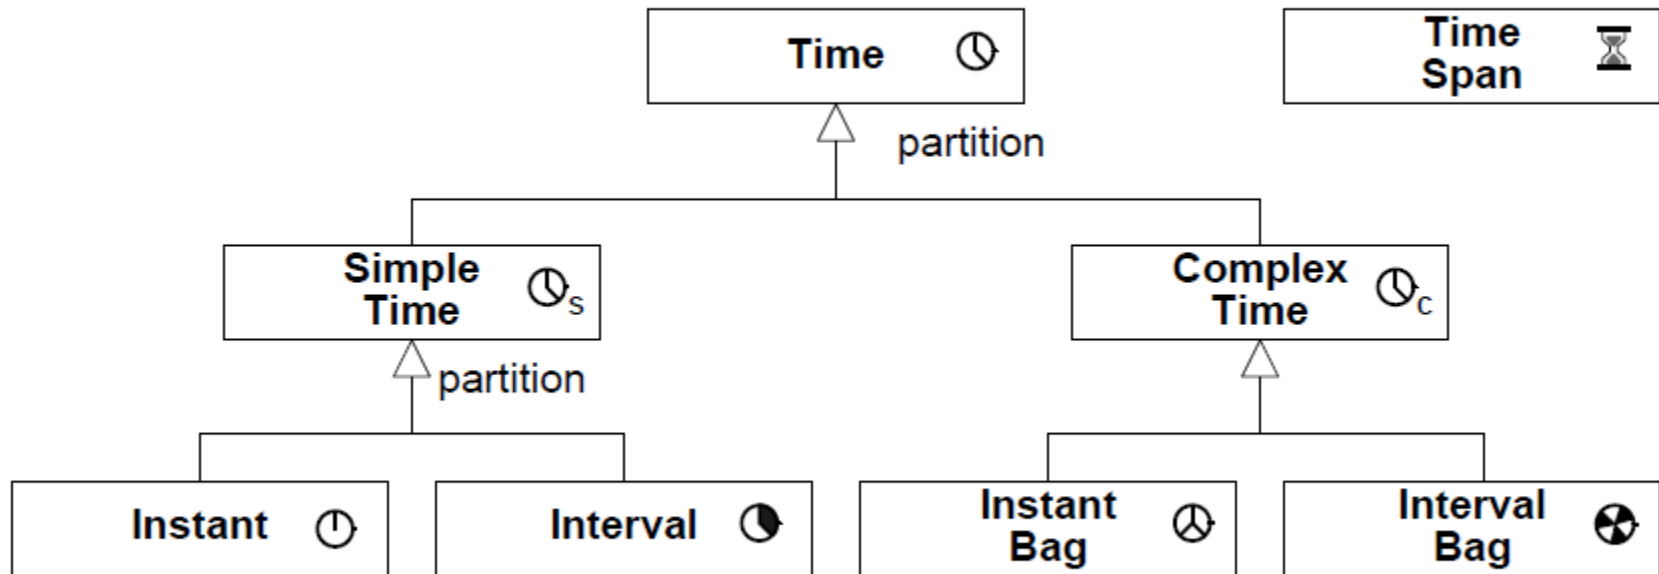 Time
Time
Span
partition
Simple
Time
S
Complex
Time
C
partition
Instant
Interval
Instant
Bag
Interval
Bag